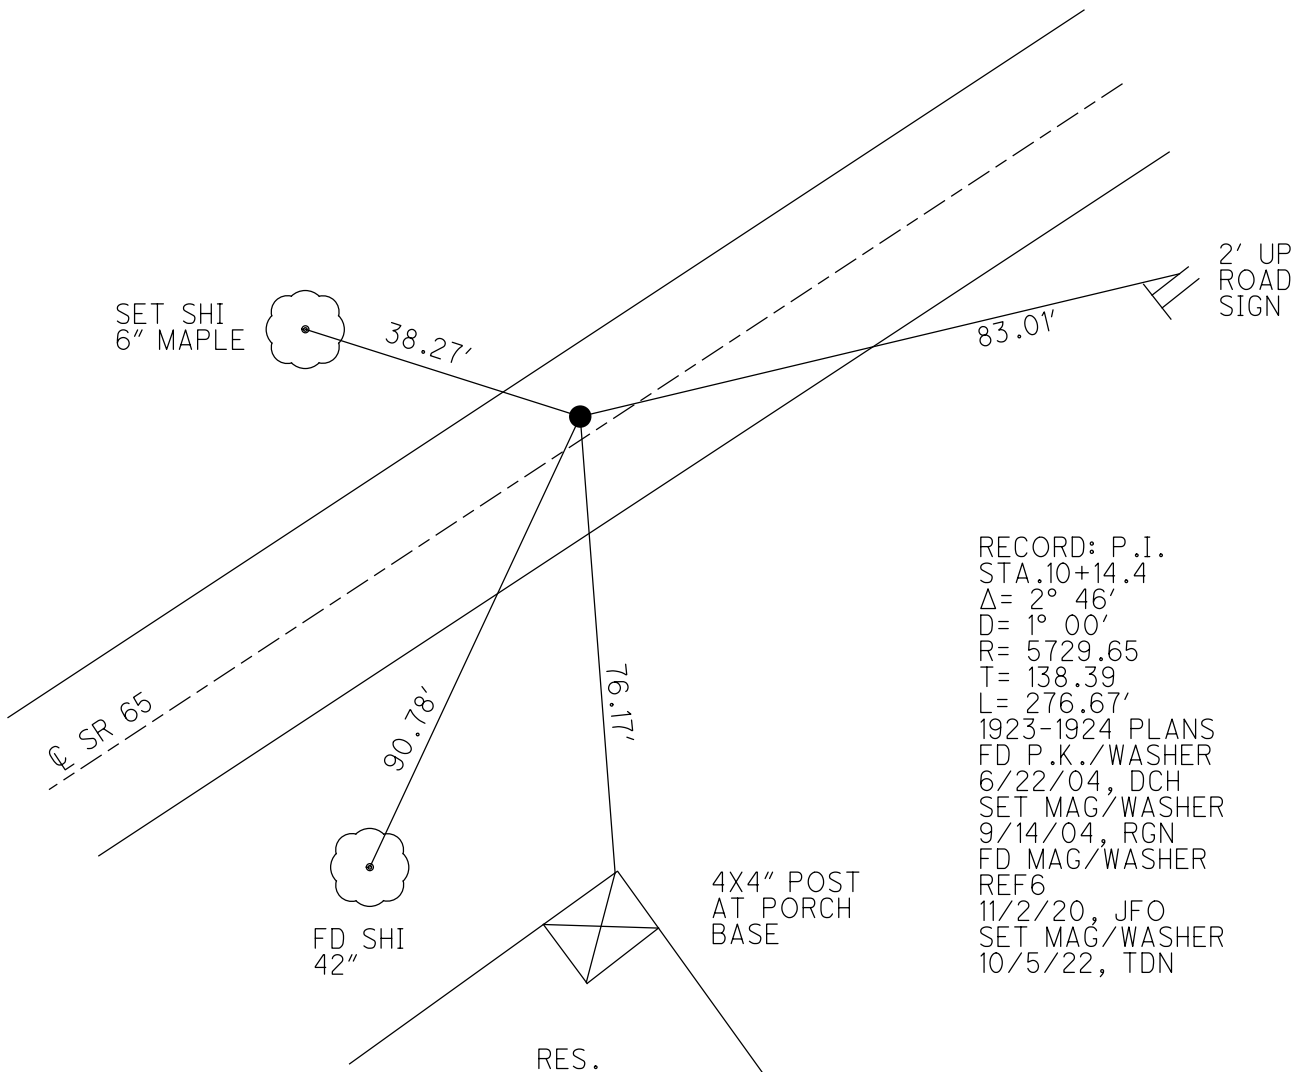 2′ UP
ROAD
SIGN
SET SHI
6″ MAPLE
38.27′
83.01′
RECORD: P.I.
STA.10+14.4
Δ= 2° 46′
D= 1° 00′
R= 5729.65
T= 138.39
L= 276.67′
1923-1924 PLANS
FD P.K./WASHER
6/22/04, DCH
SET MAG/WASHER
9/14/04, RGN
FD MAG/WASHER
REF6
11/2/20, JFO
SET MAG/WASHER
10/5/22, TDN
℄ SR 65
90.78′
76.17′
4X4″ POST
AT PORCH
BASE
FD SHI
42″
RES.